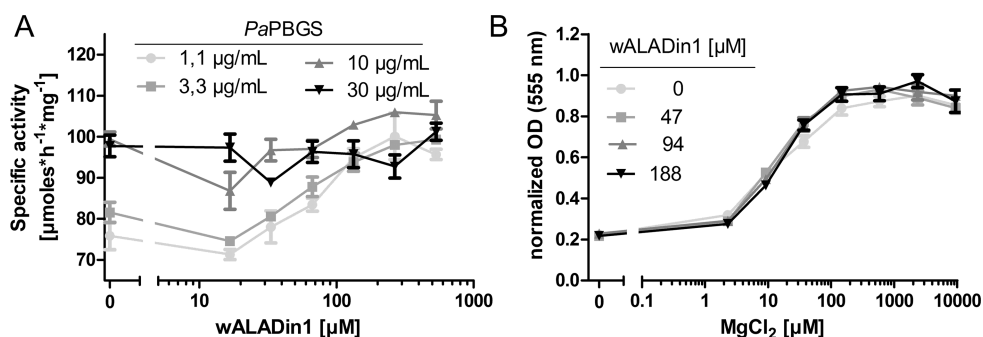 A
PaPBGS
1,1 µg/mL
10 µg/mL
3,3 µg/mL
30 µg/mL
Specific activity
[µmoles*h⁻¹*mg⁻¹]
120
110
100
90
80
70
0
10
100
1000
wALADin1 [µM]
B
wALADin1 [µM]
0
47
94
188
normalized OD (555 nm)
1.2
1.0
0.8
0.6
0.4
0.2
0.0
0
0.1
1
10
100
1000
10000
MgCl₂ [µM]